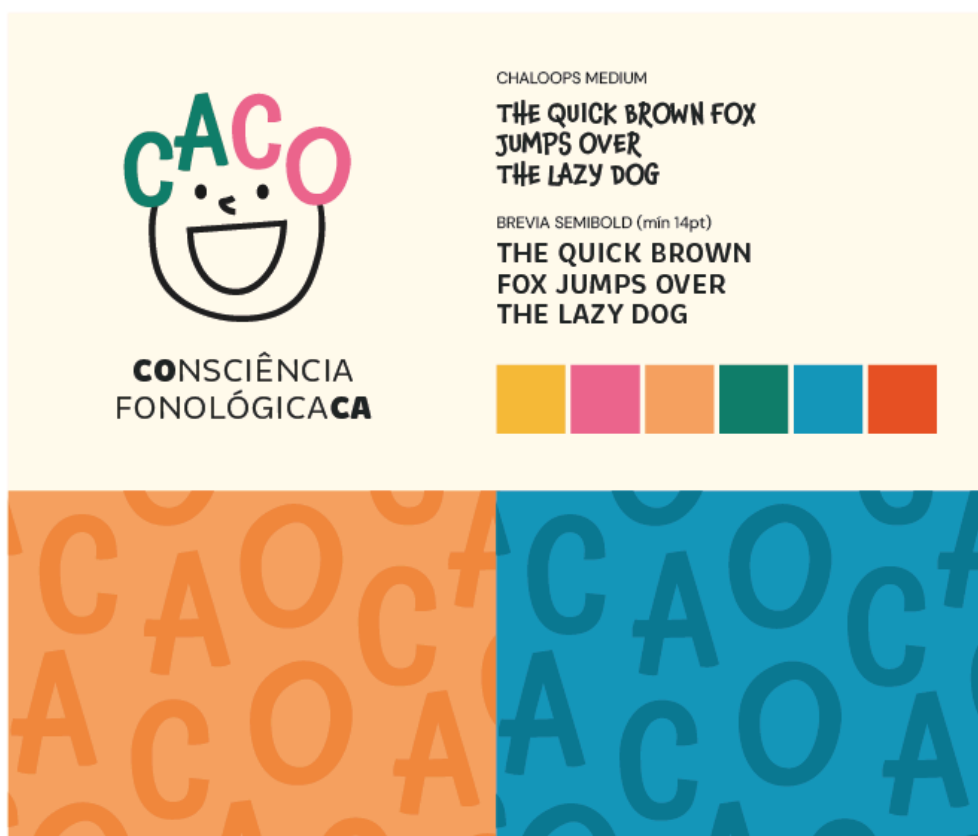 CACO
CONSCIÊNCIA
FONOLÓGICACA
CHALOOPS MEDIUM
THE QUICK BROWN FOX
JUMPS OVER
THE LAZY DOG
BREVIA SEMIBOLD (mín 14pt)
THE QUICK BROWN
FOX JUMPS OVER
THE LAZY DOG